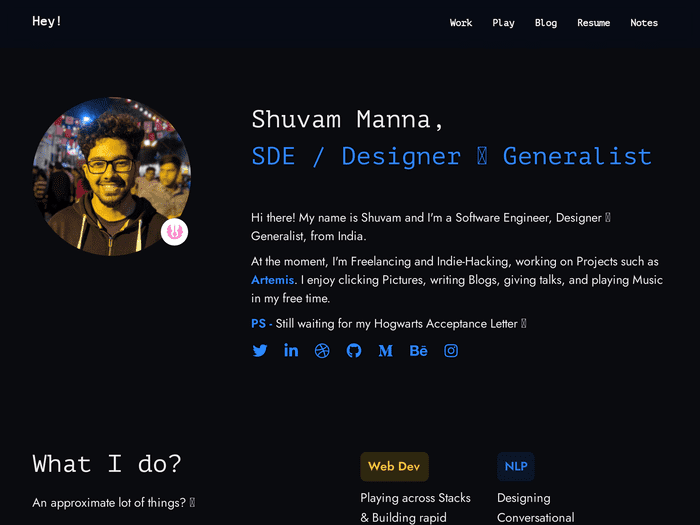 Hey!
Work Play Blog Resume Notes
Shuvam Manna,
SDE / Designer Generalist
Hi there! My name is Shuvam and I'm a Software Engineer, Designer
Generalist, from India.
At the moment, I'm Freelancing and Indie-Hacking, working on Projects such as
Artemis. I enjoy clicking Pictures, writing Blogs, giving talks, and playing Music
in my free time.
PS - Still waiting for my Hogwarts Acceptance Letter
What I do?
An approximate lot of things?
Web Dev
Playing across Stacks
& Building rapid
NLP
Designing
Conversational